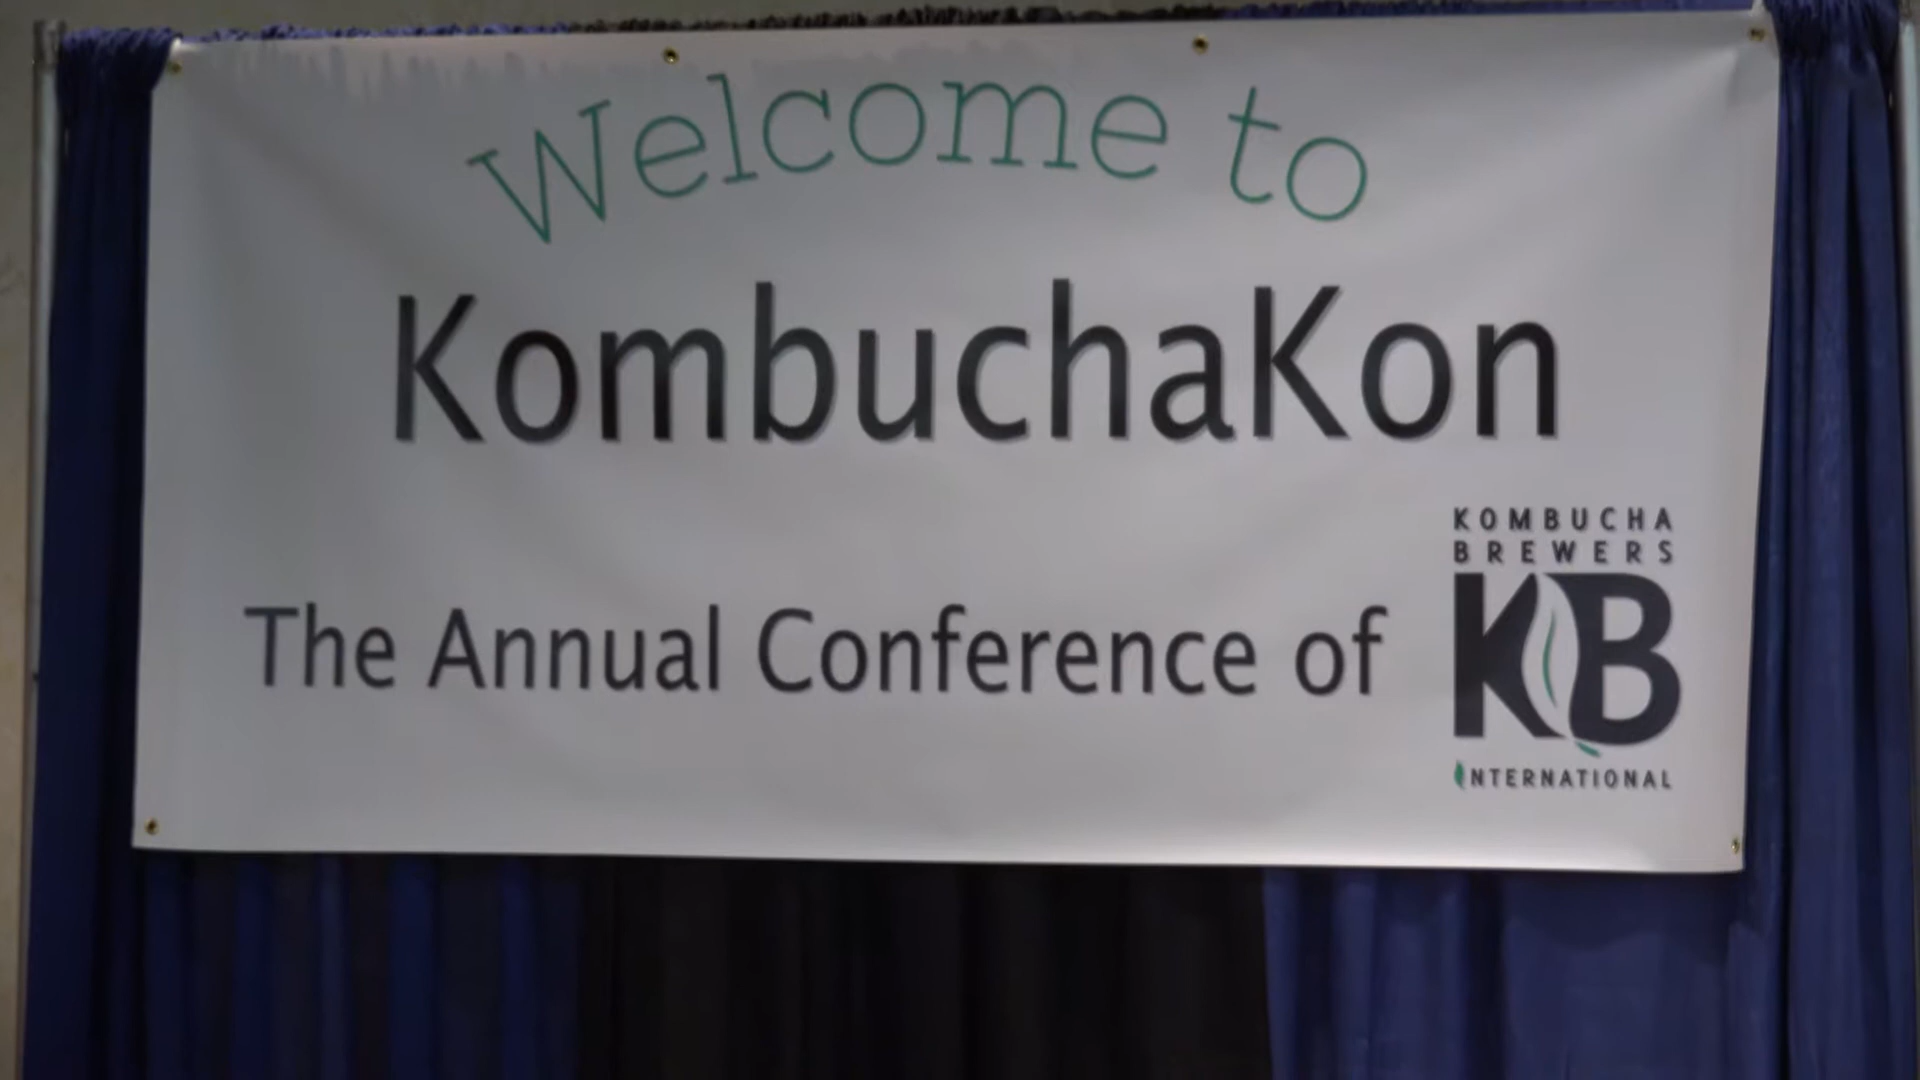 Welcome to
KombuchaKon
The Annual Conference of
KOMBUCHA
BREWERS
KB
INTERNATIONAL